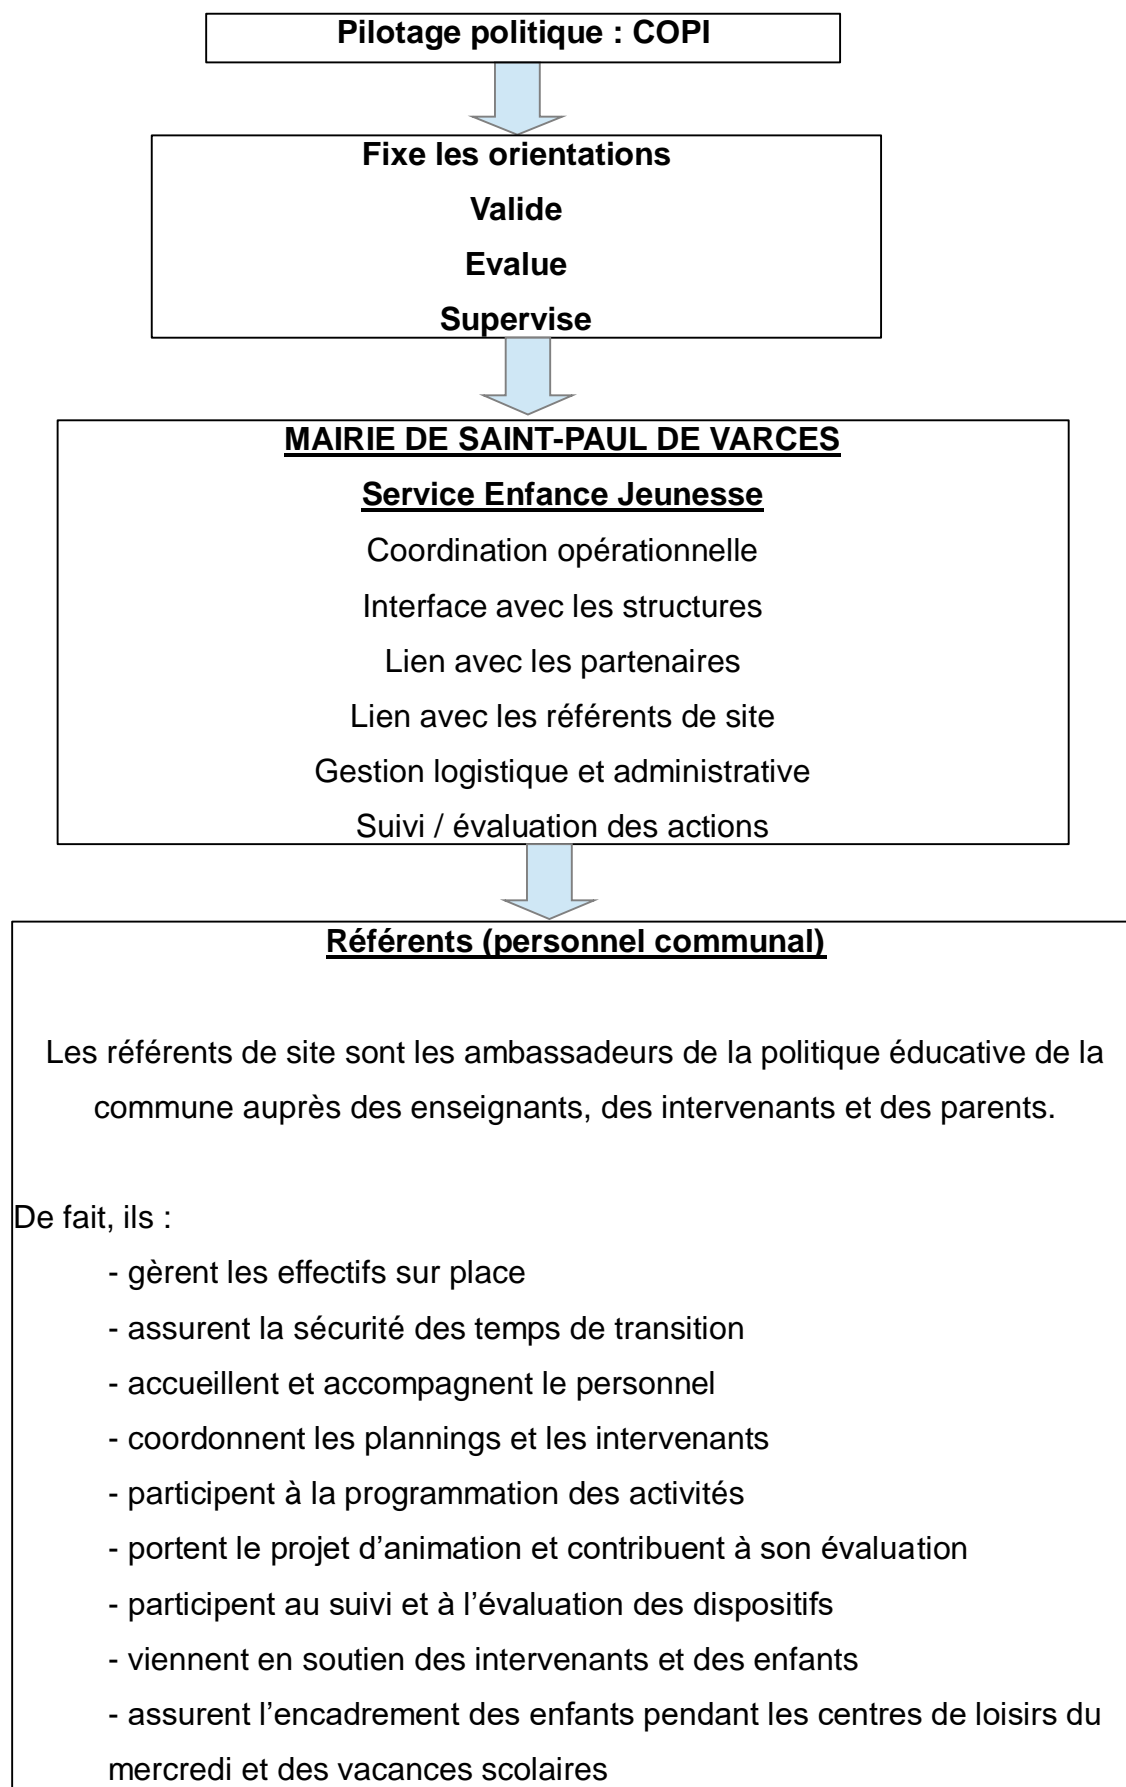 Pilotage politique : COPI
Fixe les orientations
Valide
Evalue
Supervise
MAIRIE DE SAINT-PAUL DE VARCES
Service Enfance Jeunesse
Coordination opérationnelle
Interface avec les structures
Lien avec les partenaires
Lien avec les référents de site
Gestion logistique et administrative
Suivi / évaluation des actions
Référents (personnel communal)
Les référents de site sont les ambassadeurs de la politique éducative de la
commune auprès des enseignants, des intervenants et des parents.
De fait, ils :
- gèrent les effectifs sur place
- assurent la sécurité des temps de transition
- accueillent et accompagnent le personnel
- coordonnent les plannings et les intervenants
- participent à la programmation des activités
- portent le projet d’animation et contribuent à son évaluation
- participent au suivi et à l’évaluation des dispositifs
- viennent en soutien des intervenants et des enfants
- assurent l’encadrement des enfants pendant les centres de loisirs du
mercredi et des vacances scolaires